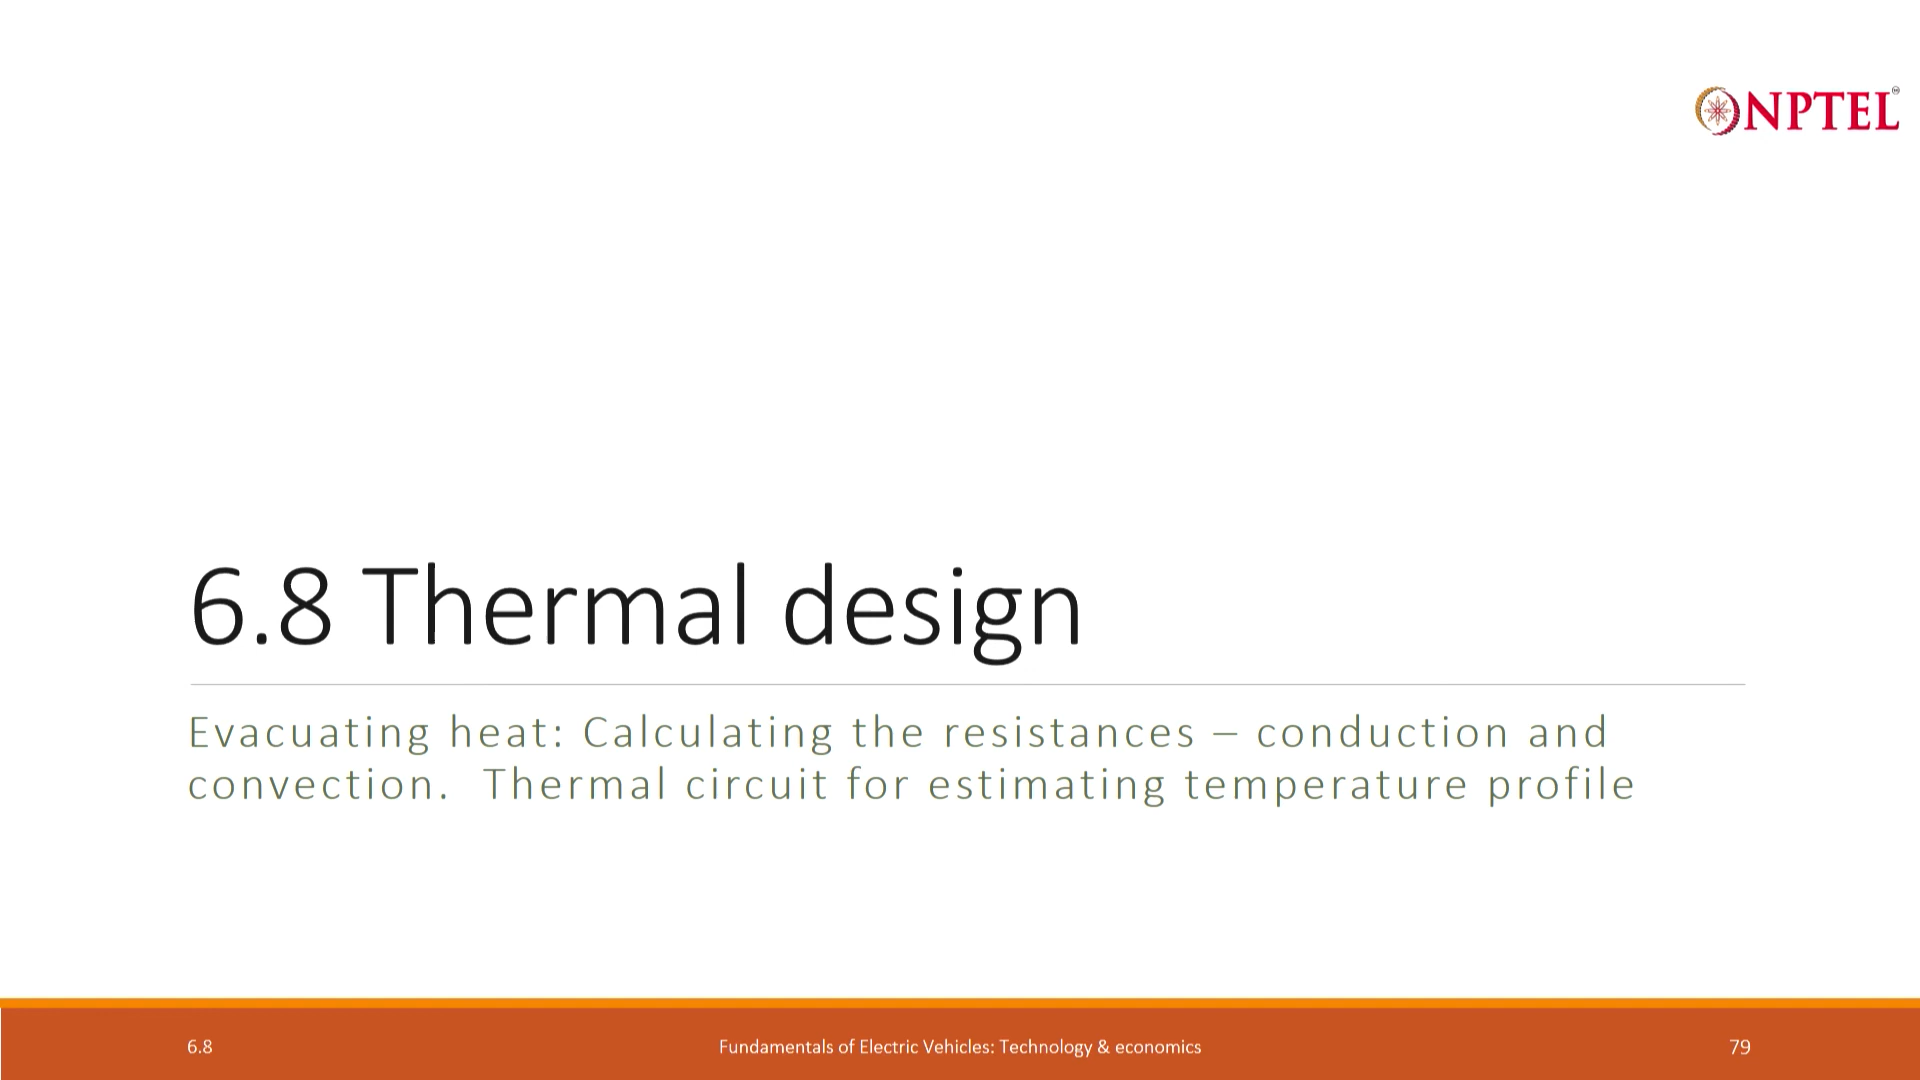 NPTEL
6.8 Thermal design
Evacuating heat: Calculating the resistances – conduction and
convection. Thermal circuit for estimating temperature profile
6.8
Fundamentals of Electric Vehicles: Technology & economics
79